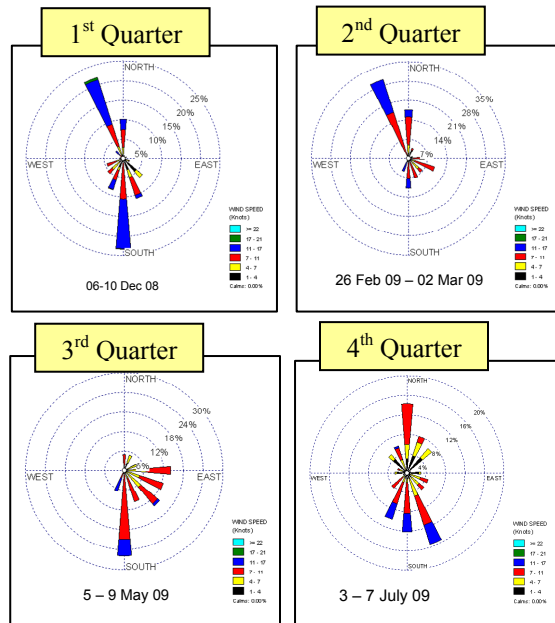 1st Quarter
NORTH
25%
20%
15%
10%
5%
WEST
EAST
SOUTH
WIND SPEED
(Knots)
>= 22
17 - 21
11 - 17
7 - 11
4 - 7
1 - 4
Calms: 0.00%
06-10 Dec 08
2nd Quarter
NORTH
35%
28%
21%
14%
7%
WEST
EAST
SOUTH
WIND SPEED
(Knots)
>= 22
17 - 21
11 - 17
7 - 11
4 - 7
1 - 4
Calms: 0.00%
26 Feb 09 – 02 Mar 09
3rd Quarter
NORTH
30%
24%
18%
12%
6%
WEST
EAST
SOUTH
WIND SPEED
(Knots)
>= 22
17 - 21
11 - 17
7 - 11
4 - 7
1 - 4
Calms: 0.00%
5 – 9 May 09
4th Quarter
NORTH
20%
16%
12%
8%
4%
WEST
EAST
SOUTH
WIND SPEED
(Knots)
>= 22
17 - 21
11 - 17
7 - 11
4 - 7
1 - 4
Calms: 0.00%
3 – 7 July 09